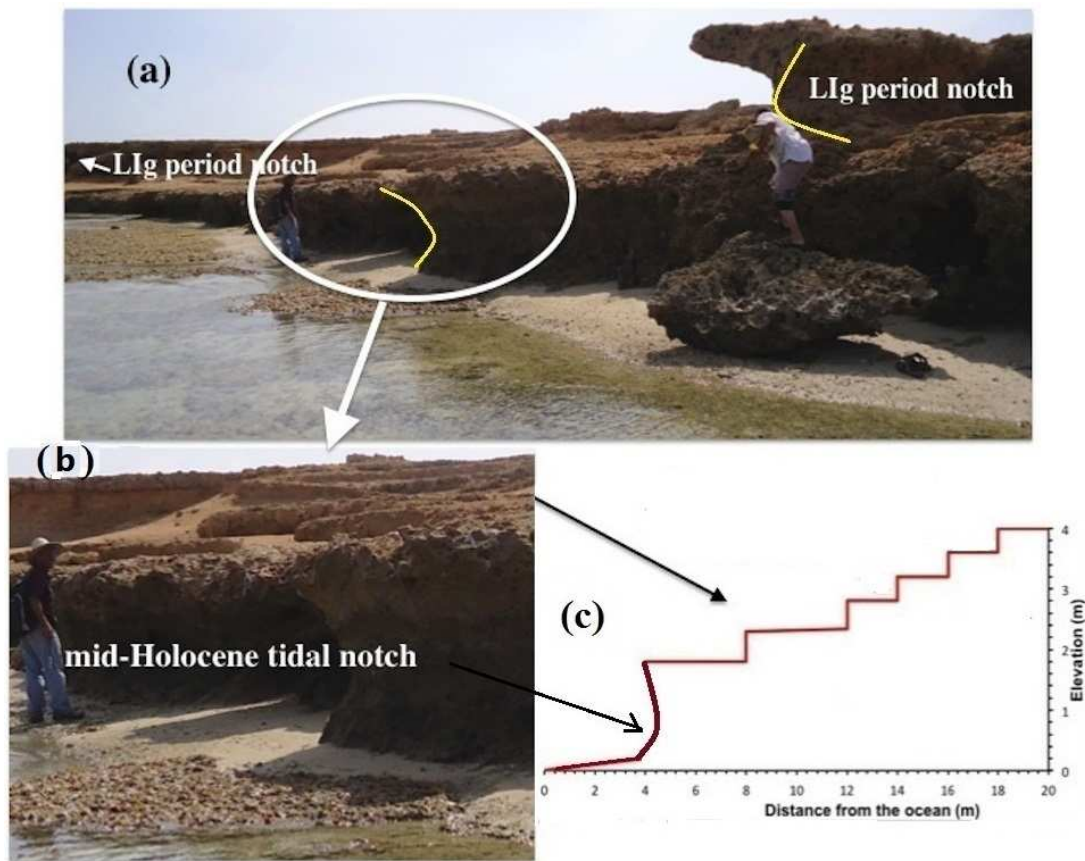 (a)
LIg period notch
LIg period notch
(b)
mid-Holocene tidal notch
(c)
4
3
2
1
0
Elevation (m)
0 2 4 6 8 10 12 14 16 18 20
Distance from the ocean (m)